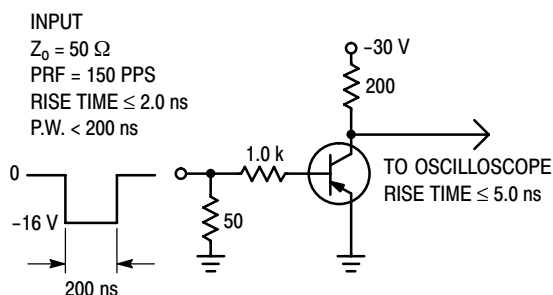 INPUT
Z₀ = 50 Ω
PRF = 150 PPS
RISE TIME ≤ 2.0 ns
P.W. < 200 ns
−30 V
200
1.0 k
TO OSCILLOSCOPE
RISE TIME ≤ 5.0 ns
0
−16 V
50
200 ns